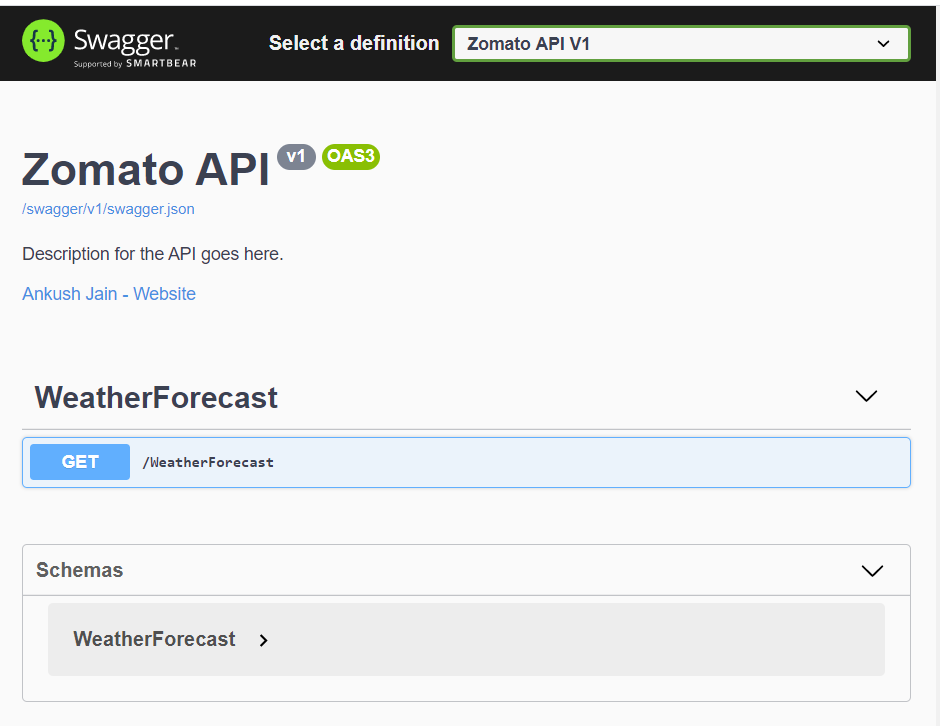 {···} Swagger.
Supported by SMARTBEAR
Select a definition
Zomato API V1
Zomato API v1 OAS3
/swagger/v1/swagger.json
Description for the API goes here.
Ankush Jain - Website
WeatherForecast
GET /WeatherForecast
Schemas
WeatherForecast